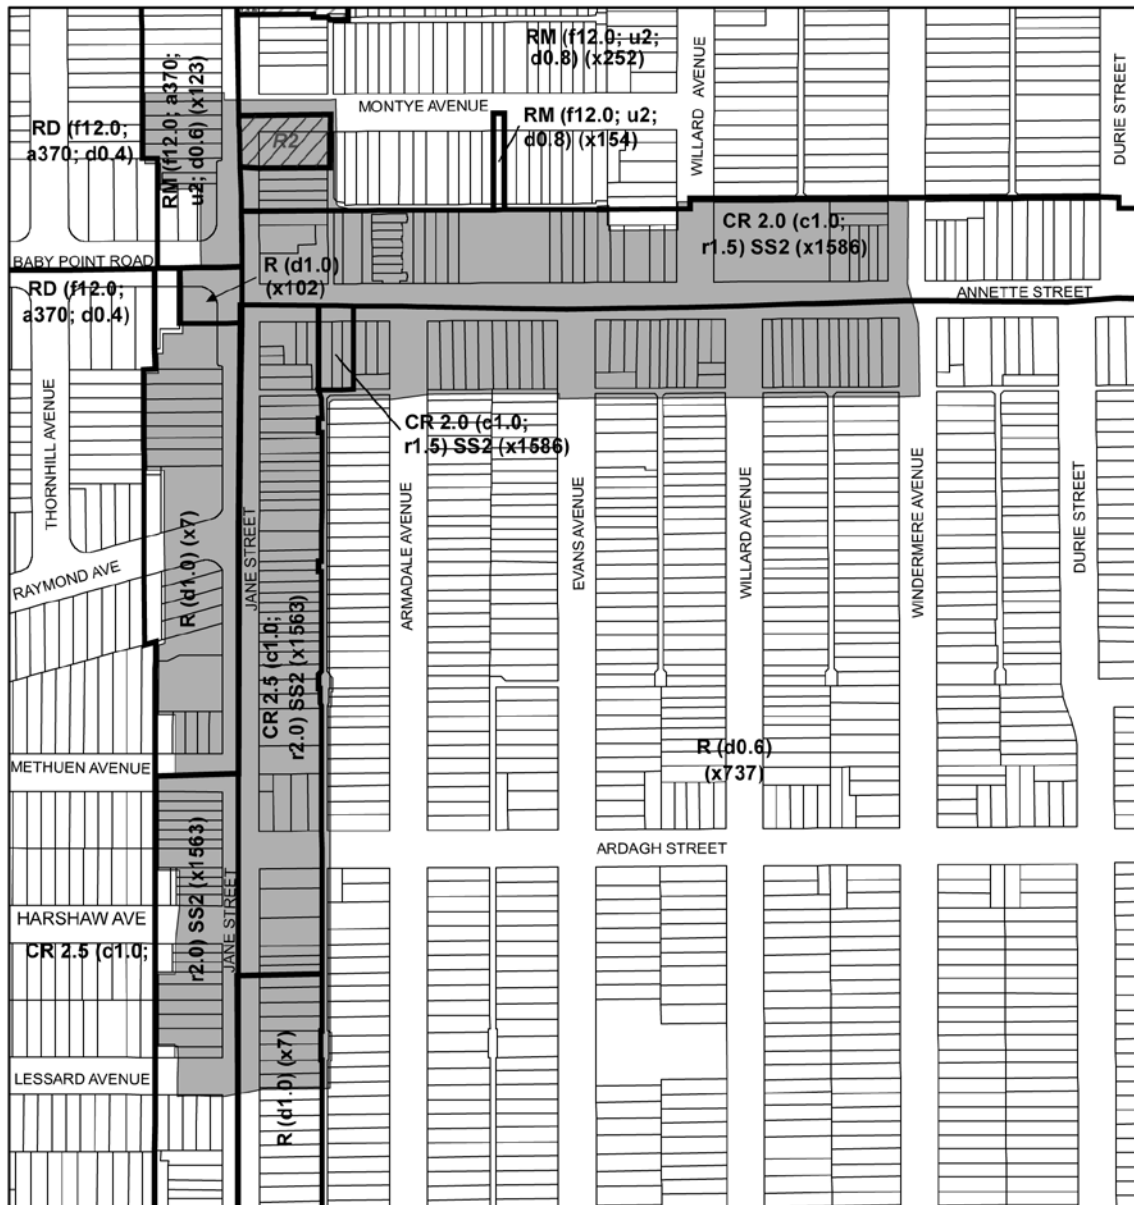 RM (f12.0; u2;
d0.8) (x252)
WILLARD AVENUE
DURIE STREET
RM (f12.0; a370;
u2; d0.6) (x123)
MONTYE AVENUE
RM (f12.0; u2;
d0.8) (x154)
RD (f12.0;
a370; d0.4)
R2
CR 2.0 (c1.0;
r1.5) SS2 (x1586)
BABY POINT ROAD
R (d1.0)
(x102)
RD (f12.0;
a370; d0.4)
ANNETTE STREET
THORNHILL AVENUE
CR 2.0 (c1.0;
r1.5) SS2 (x1586)
R (d1.0) (x7)
JANE STREET
ARMADALE AVENUE
EVANS AVENUE
WILLARD AVENUE
WINDERMERE AVENUE
DURIE STREET
RAYMOND AVE
CR 2.5 (c1.0;
r2.0) SS2 (x1563)
R (d0.6)
(x737)
METHUEN AVENUE
ARDAGH STREET
HARSHAW AVE
CR 2.5 (c1.0;
r2.0) SS2 (x1563)
JANE STREET
LESSARD AVENUE
R (d1.0) (x7)